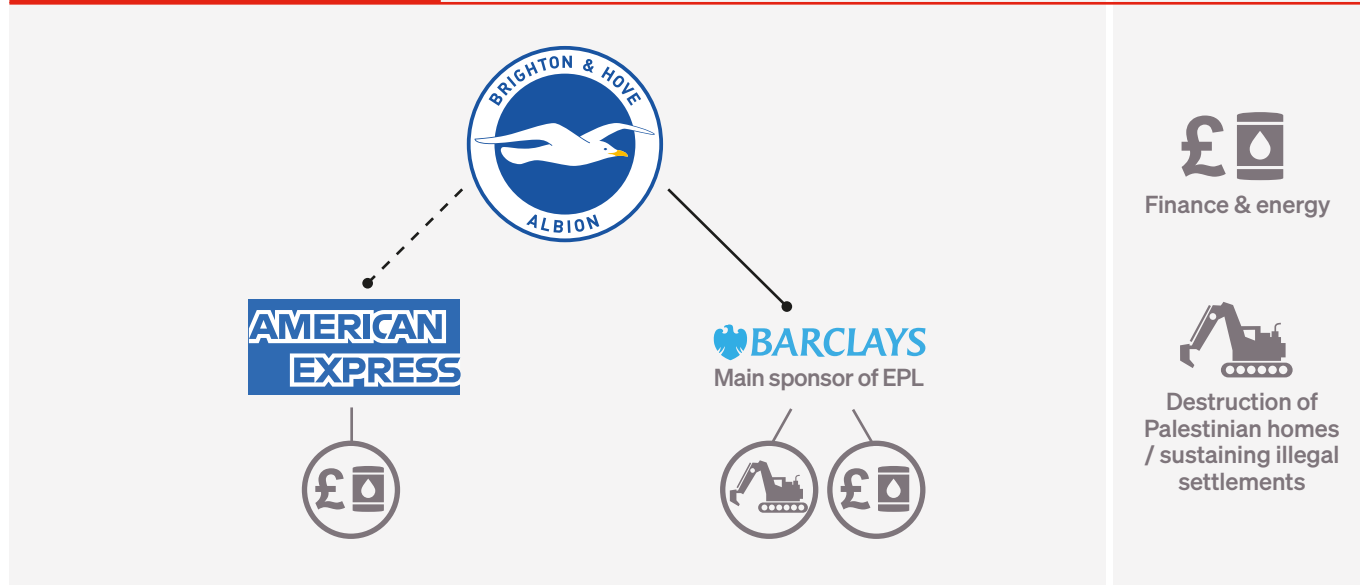 BRIGHTON & HOVE
ALBION
AMERICAN
EXPRESS
BARCLAYS
Main sponsor of EPL
£
£
£
Finance & energy
Destruction of
Palestinian homes
/ sustaining illegal
settlements